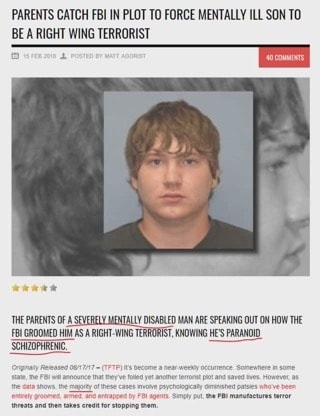 PARENTS CATCH FBI IN PLOT TO FORCE MENTALLY ILL SON TO
BE A RIGHT WING TERRORIST
15 FEB 2018 POSTED BY MATT AGORIST
40 COMMENTS
THE PARENTS OF A SEVERELY MENTALLY DISABLED MAN ARE SPEAKING OUT ON HOW THE
FBI GROOMED HIM AS A RIGHT-WING TERRORIST, KNOWING HE'S PARANOID
SCHIZOPHRENIC.
Originally Released 08/17/17 – (TFTP) It's become a near-weekly occurrence. Somewhere in some
state, the FBI will announce that they've foiled yet another terrorist plot and saved lives. However, as
the data shows, the majority of these cases involve psychologically diminished patsies who've been
entirely groomed, armed, and entrapped by FBI agents. Simply put, the FBI manufactures terror
threats and then takes credit for stopping them.